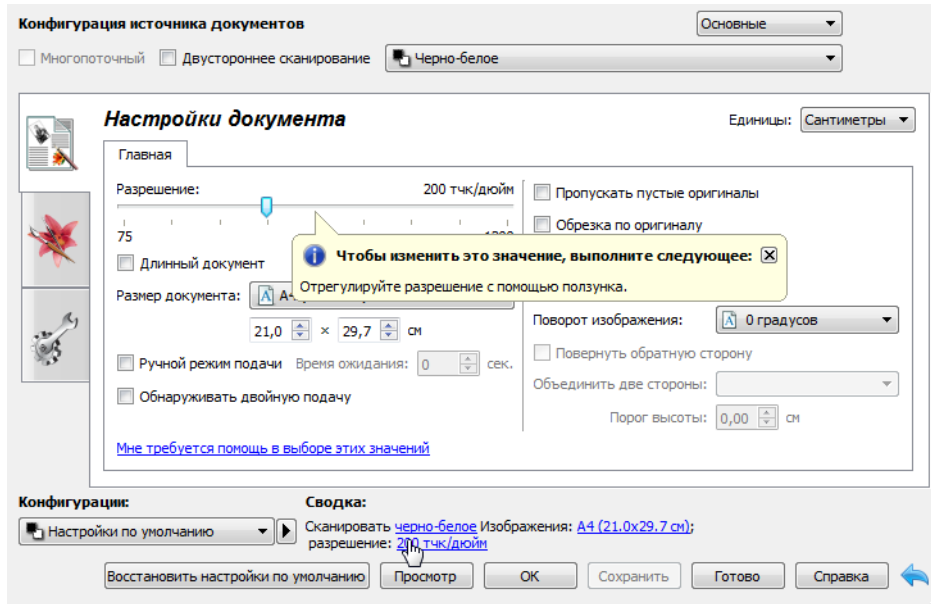 Конфигурация источника документов
Основные
Многопоточный
Двустороннее сканирование
Черно-белое
Настройки документа
Единицы:
Сантиметры
Главная
Разрешение:
200 тчк/дюйм
75
Длинный документ
Чтобы изменить это значение, выполните следующее:
Отрегулируйте разрешение с помощью ползунка.
Размер документа:
21,0 × 29,7 см
Ручной режим подачи
Время ожидания: 0 сек.
Обнаруживать двойную подачу
Мне требуется помощь в выборе этих значений
Пропускать пустые оригиналы
Обрезка по оригиналу
Поворот изображения:
0 градусов
Повернуть обратную сторону
Объединить две стороны:
Порог высоты: 0,00 см
Конфигурации:
Настройки по умолчанию
Сводка:
Сканировать черно-белое Изображения: A4 (21.0x29.7 см);
разрешение: 200 тчк/дюйм
Восстановить настройки по умолчанию
Просмотр
OK
Сохранить
Готово
Справка